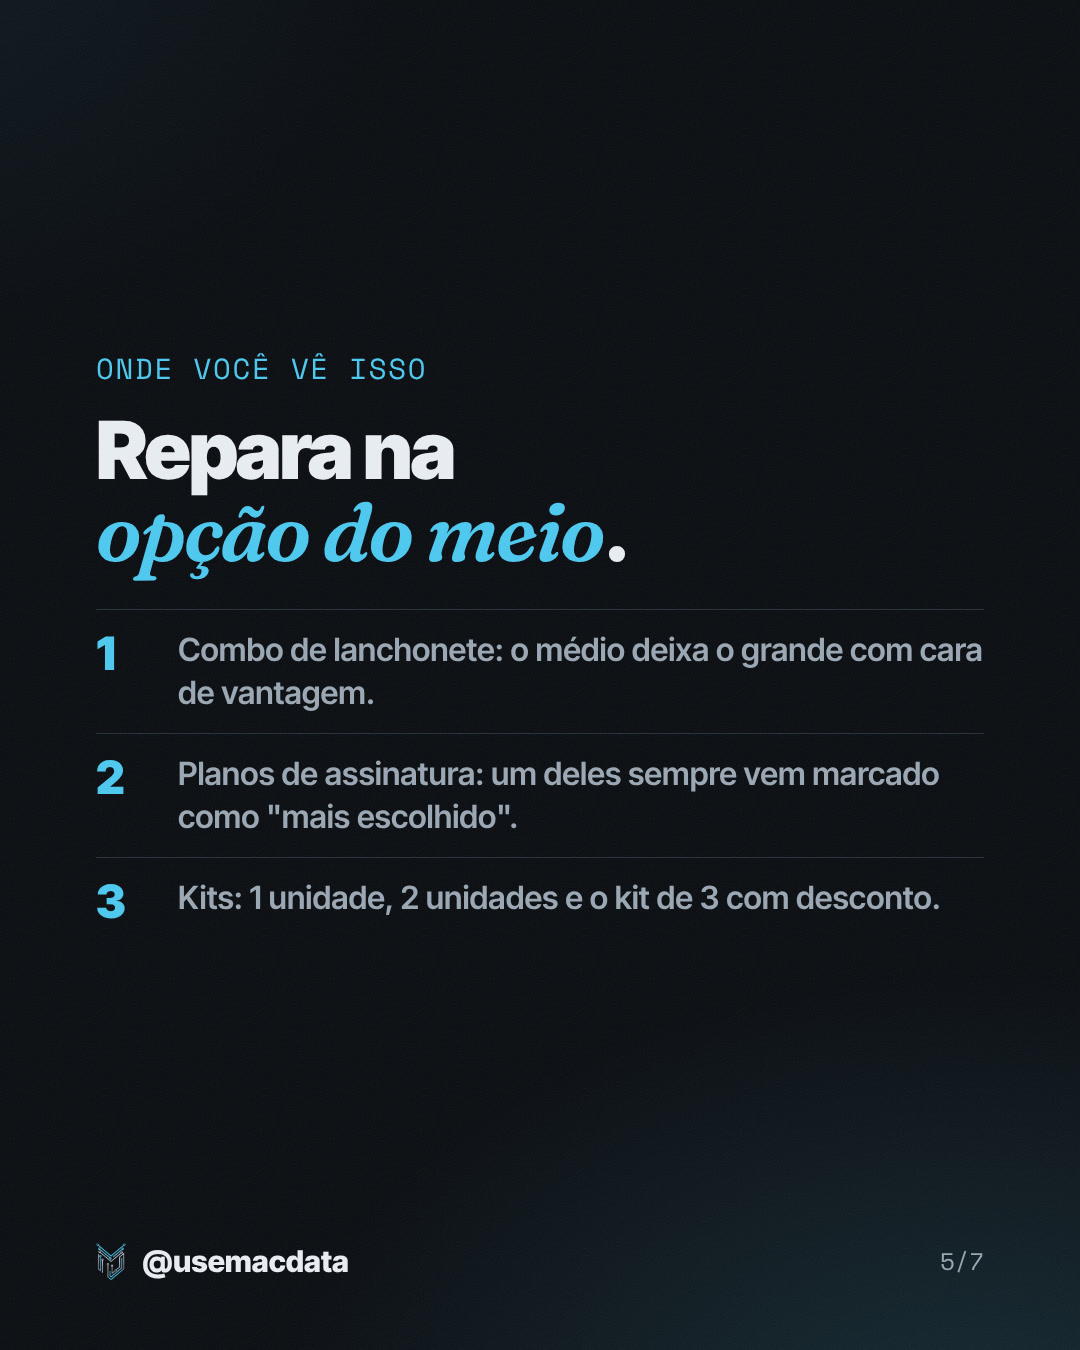 ONDE VOCÊ VÊ ISSO
Repara na
opção do meio.
1 Combo de lanchonete: o médio deixa o grande com cara
de vantagem.
2 Planos de assinatura: um deles sempre vem marcado
como "mais escolhido".
3 Kits: 1 unidade, 2 unidades e o kit de 3 com desconto.
@usemacdata
5/7